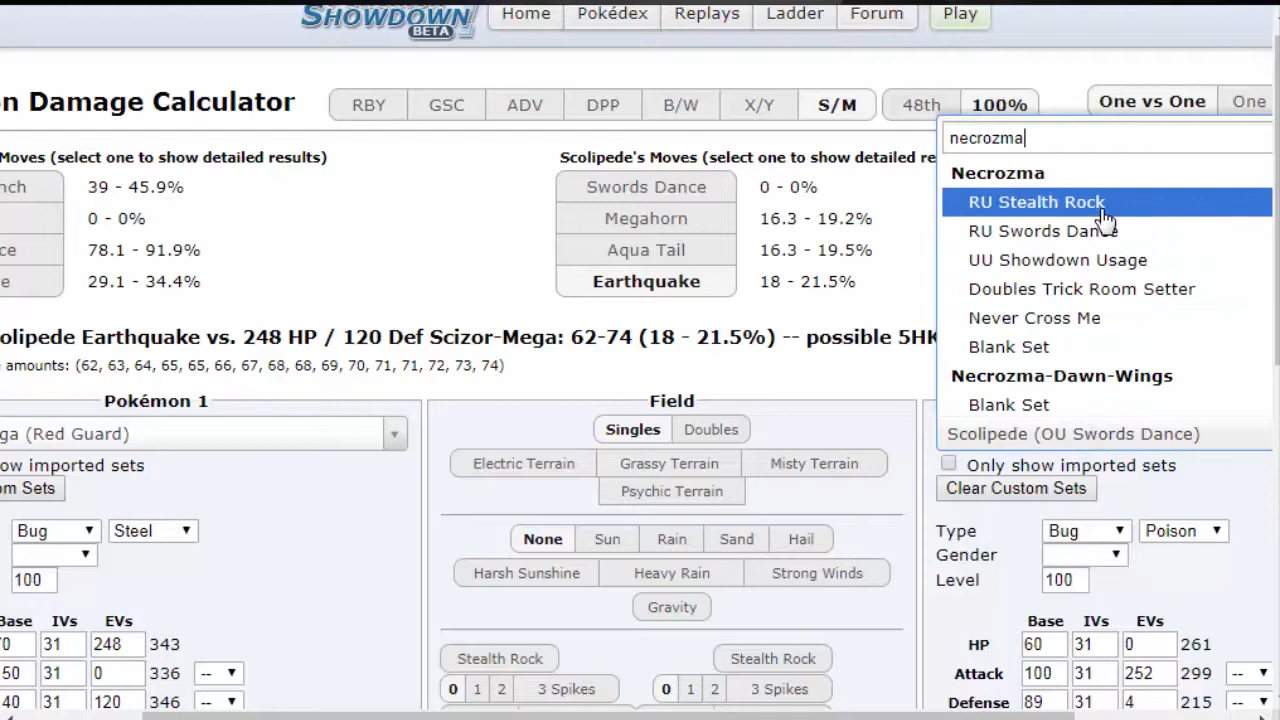 SHOWDOWN
BETA
Home Pokédex Replays Ladder Forum Play
n Damage Calculator RBY GSC ADV DPP B/W X/Y S/M 48th 100% One vs One One
Moves (select one to show detailed results) Scolipede's Moves (select one to show detailed re
nch 39 - 45.9% Swords Dance 0 - 0%
0 - 0% Megahorn 16.3 - 19.2%
ce 78.1 - 91.9% Aqua Tail 16.3 - 19.5%
e 29.1 - 34.4% Earthquake 18 - 21.5%
necrozma
Necrozma
RU Stealth Rock
RU Swords Dance
UU Showdown Usage
Doubles Trick Room Setter
Never Cross Me
Blank Set
Necrozma-Dawn-Wings
Blank Set
Scolipede (OU Swords Dance)
olipede Earthquake vs. 248 HP / 120 Def Scizor-Mega: 62-74 (18 - 21.5%) -- possible 5HK
e amounts: (62, 63, 64, 65, 65, 66, 67, 68, 68, 69, 70, 71, 71, 72, 73, 74)
Pokémon 1
ga (Red Guard)
ow imported sets
om Sets
Bug Steel
100
Base IVs EVs
70 31 248 343
50 31 0 336 --
40 31 120 346 --
Field
Singles Doubles
Electric Terrain Grassy Terrain Misty Terrain
Psychic Terrain
None Sun Rain Sand Hail
Harsh Sunshine Heavy Rain Strong Winds
Gravity
Stealth Rock Stealth Rock
0 1 2 3 Spikes 0 1 2 3 Spikes
Only show imported sets
Clear Custom Sets
Type Bug Poison
Gender
Level 100
Base IVs EVs
HP 60 31 0 261
Attack 100 31 252 299 --
Defense 89 31 4 215 --